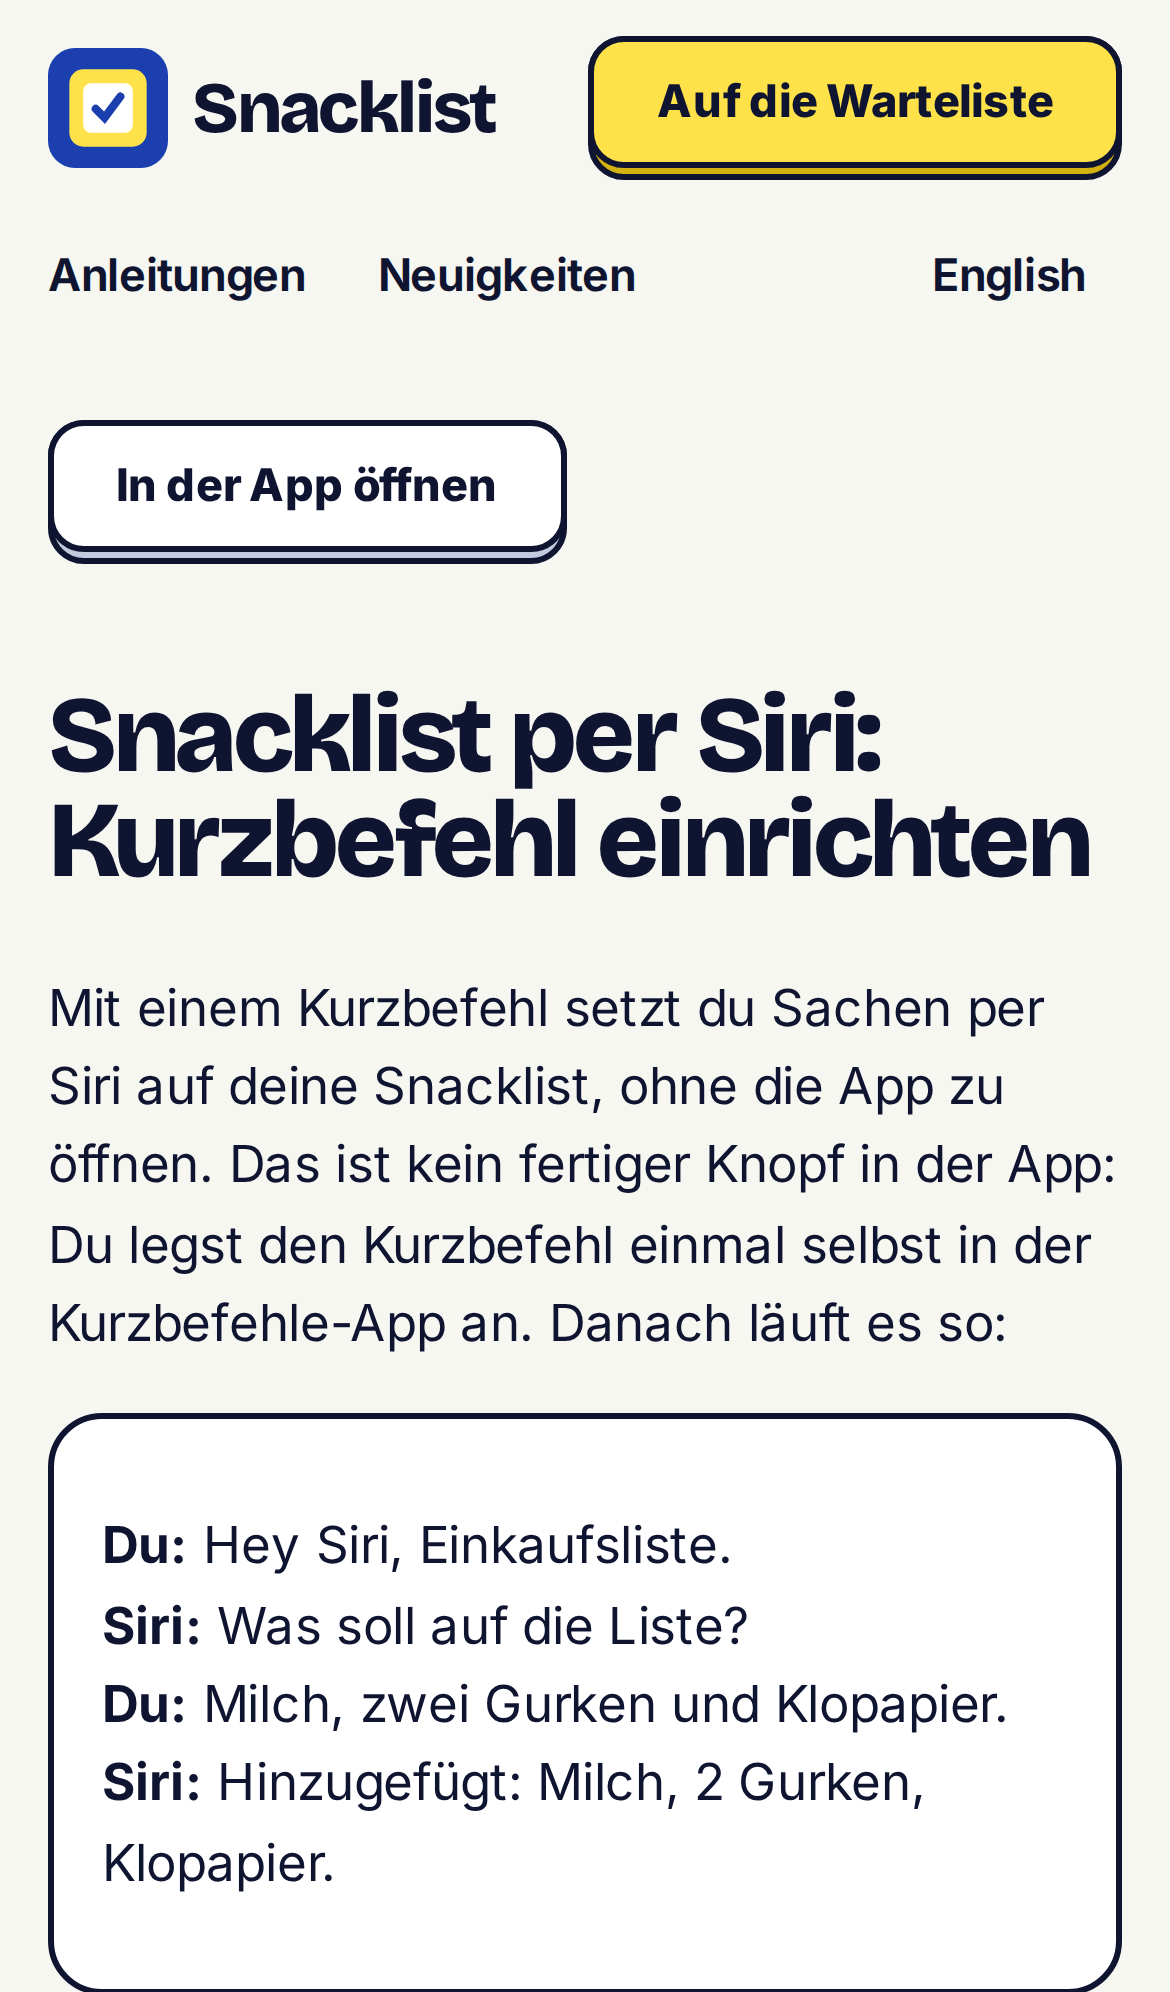 Snacklist
Auf die Warteliste
Anleitungen
Neuigkeiten
English
In der App öffnen
Snacklist per Siri:
Kurzbefehl einrichten
Mit einem Kurzbefehl setzt du Sachen per
Siri auf deine Snacklist, ohne die App zu
öffnen. Das ist kein fertiger Knopf in der App:
Du legst den Kurzbefehl einmal selbst in der
Kurzbefehle-App an. Danach läuft es so:
Du: Hey Siri, Einkaufsliste.
Siri: Was soll auf die Liste?
Du: Milch, zwei Gurken und Klopapier.
Siri: Hinzugefügt: Milch, 2 Gurken,
Klopapier.